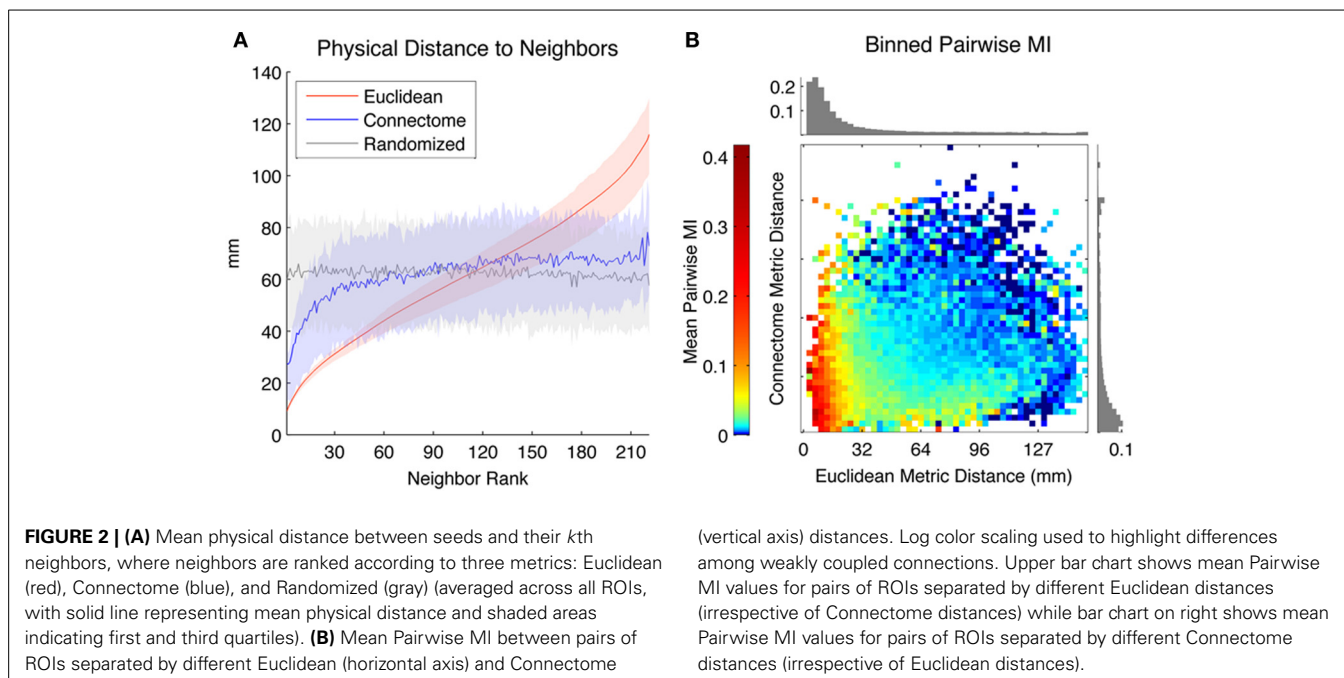 A
Physical Distance to Neighbors
140
120
100
80
60
40
20
0
mm
Euclidean
Connectome
Randomized
30 60 90 120 150 180 210
Neighbor Rank
B
Binned Pairwise MI
0.2
0.1
0.4
0.3
0.2
0.1
0
Mean Pairwise MI
Connectome Metric Distance
0 32 64 96 127
0.1
Euclidean Metric Distance (mm)
FIGURE 2 | (A) Mean physical distance between seeds and their kth
neighbors, where neighbors are ranked according to three metrics: Euclidean
(red), Connectome (blue), and Randomized (gray) (averaged across all ROIs,
with solid line representing mean physical distance and shaded areas
indicating first and third quartiles). (B) Mean Pairwise MI between pairs of
ROIs separated by different Euclidean (horizontal axis) and Connectome
(vertical axis) distances. Log color scaling used to highlight differences
among weakly coupled connections. Upper bar chart shows mean Pairwise
MI values for pairs of ROIs separated by different Euclidean distances
(irrespective of Connectome distances) while bar chart on right shows mean
Pairwise MI values for pairs of ROIs separated by different Connectome
distances (irrespective of Euclidean distances).